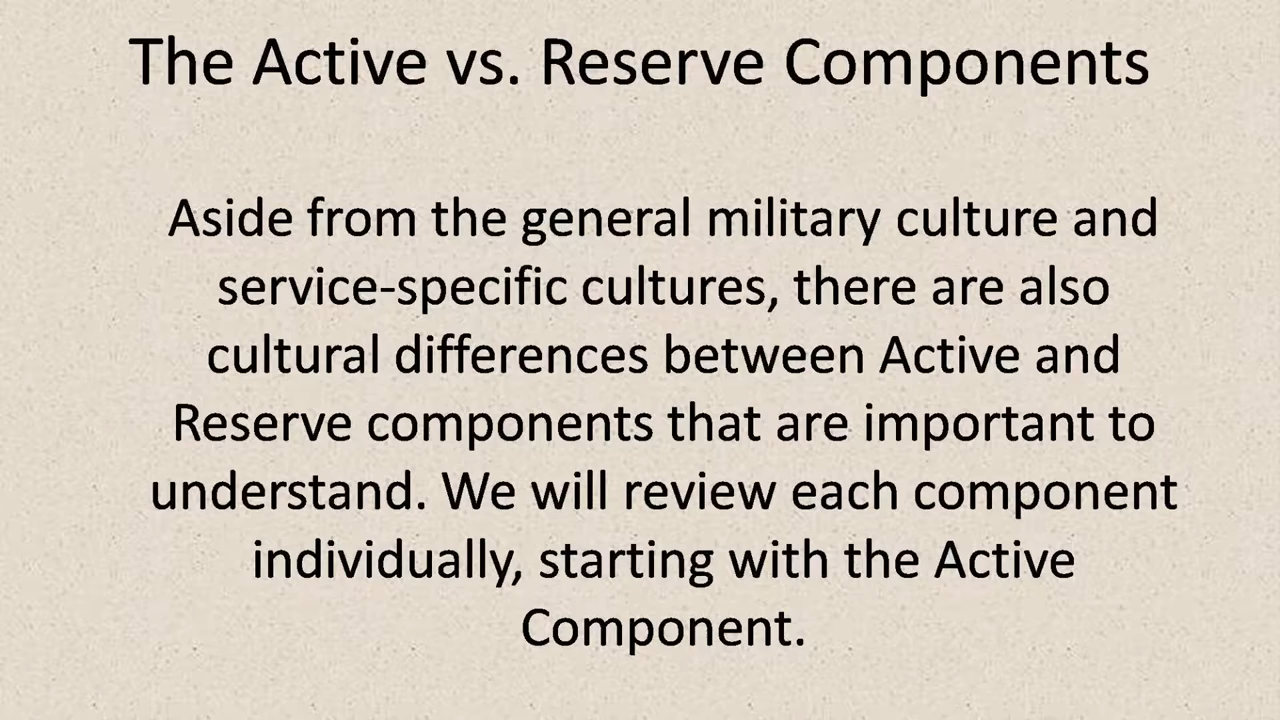 The Active vs. Reserve Components
Aside from the general military culture and
service-specific cultures, there are also
cultural differences between Active and
Reserve components that are important to
understand. We will review each component
individually, starting with the Active
Component.